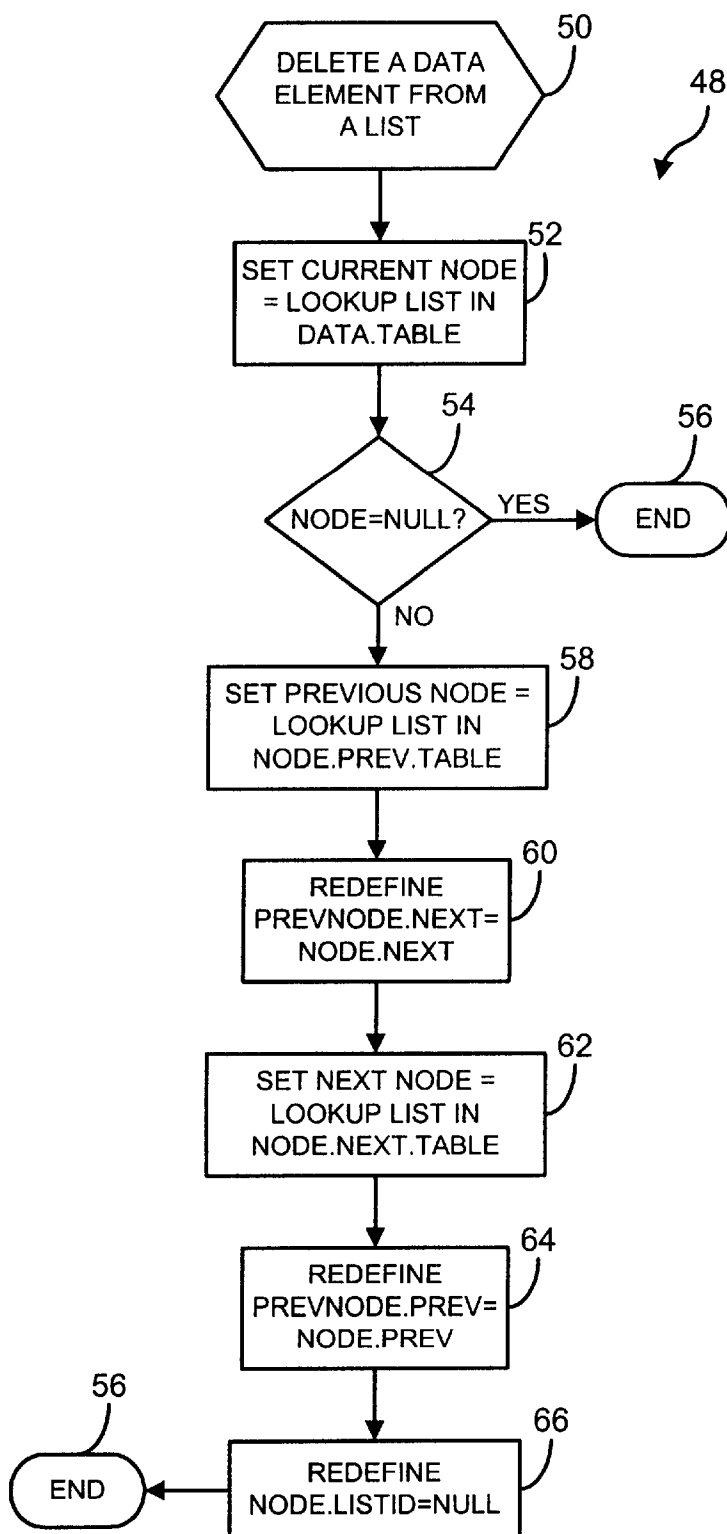 50
DELETE A DATA
ELEMENT FROM
A LIST
48
52
SET CURRENT NODE
= LOOKUP LIST IN
DATA.TABLE
54
56
NODE=NULL?
YES
END
NO
58
SET PREVIOUS NODE =
LOOKUP LIST IN
NODE.PREV.TABLE
60
REDEFINE
PREVNODE.NEXT=
NODE.NEXT
62
SET NEXT NODE =
LOOKUP LIST IN
NODE.NEXT.TABLE
64
REDEFINE
PREVNODE.PREV=
NODE.PREV
56
66
END
REDEFINE
NODE.LISTID=NULL